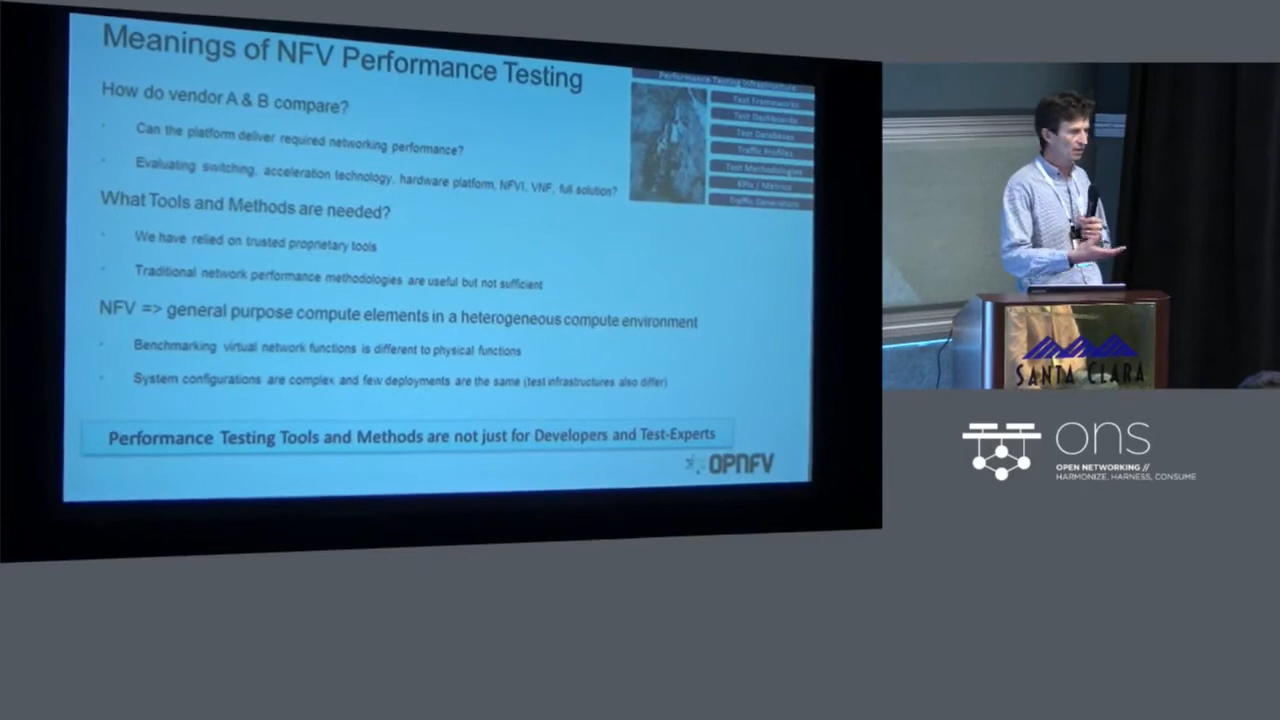 Meanings of NFV Performance Testing
How do vendor A & B compare?
Can the platform deliver required networking performance?
Evaluating switching, acceleration technology, hardware platform, NFVI, VNF, full solution?
What Tools and Methods are needed?
We have relied on trusted proprietary tools
Traditional network performance methodologies are useful but not sufficient
NFV => general purpose compute elements in a heterogeneous compute environment
Benchmarking virtual network functions is different to physical functions
System configurations are complex and few deployments are the same (test infrastructures also differ)
Performance Testing Tools and Methods are not just for Developers and Test-Experts
OPNFV
Performance Testing Infrastructure
Test Frameworks
Test Dashboards
Test Databases
Traffic Profiles
Test Methodologies
KPIs / Metrics
Traffic Generators
SANTA CLARA
ons
OPEN NETWORKING //
HARMONIZE, HARNESS, CONSUME